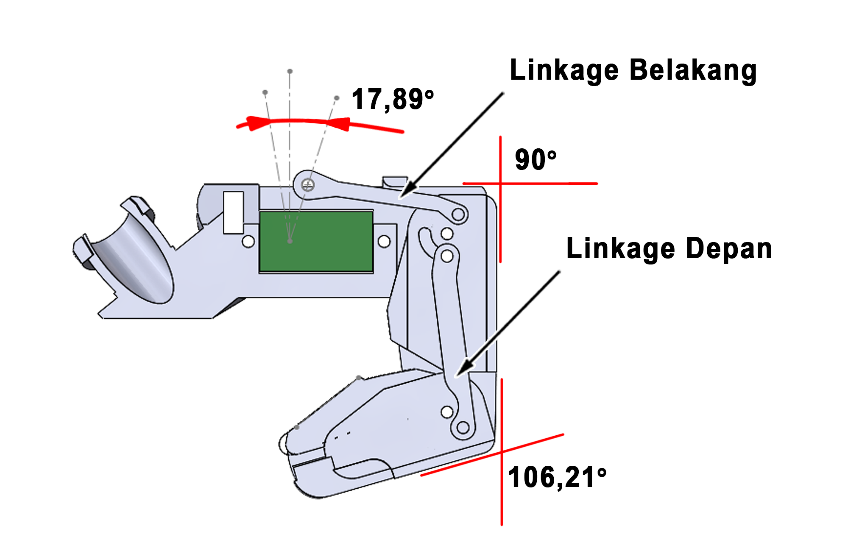 Linkage Belakang
17,89°
90°
Linkage Depan
106,21°